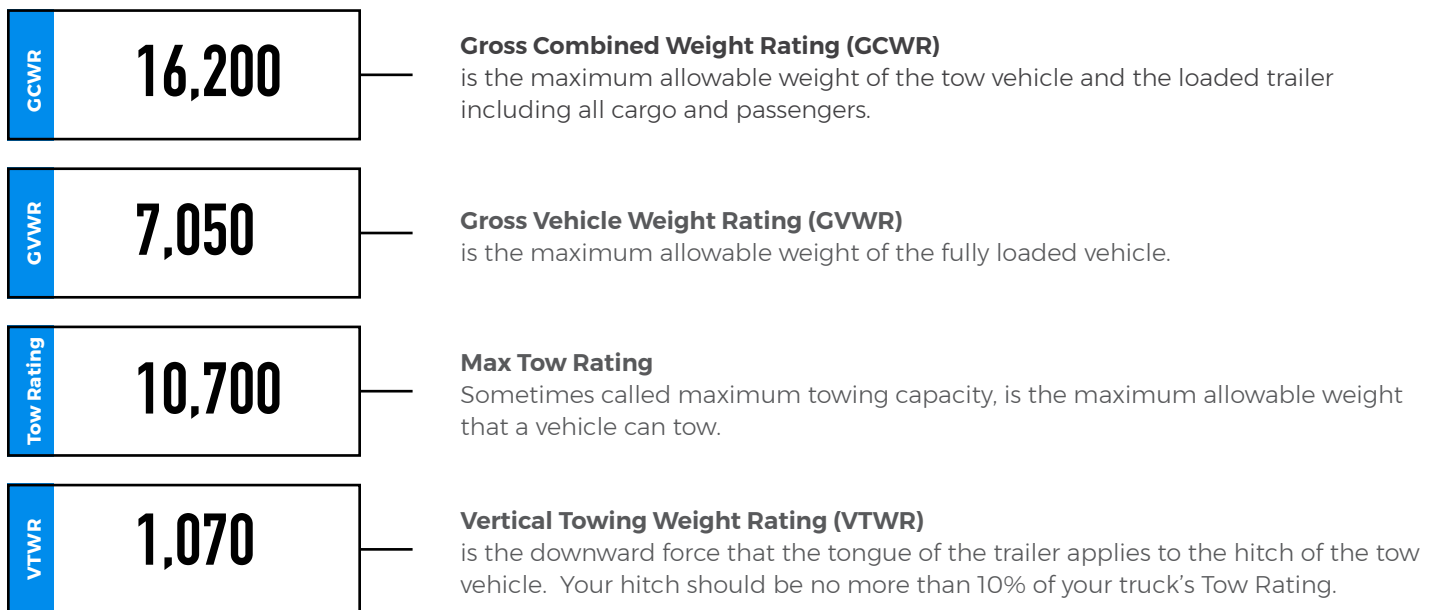 GCWR
16,200
Gross Combined Weight Rating (GCWR)
is the maximum allowable weight of the tow vehicle and the loaded trailer
including all cargo and passengers.
GVWR
7,050
Gross Vehicle Weight Rating (GVWR)
is the maximum allowable weight of the fully loaded vehicle.
Tow Rating
10,700
Max Tow Rating
Sometimes called maximum towing capacity, is the maximum allowable weight
that a vehicle can tow.
VTWR
1,070
Vertical Towing Weight Rating (VTWR)
is the downward force that the tongue of the trailer applies to the hitch of the tow
vehicle.  Your hitch should be no more than 10% of your truck's Tow Rating.